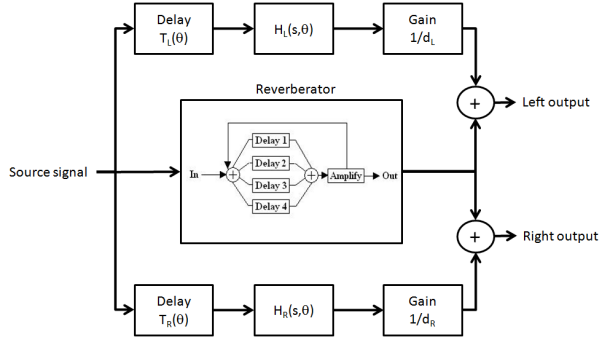 Delay
T_L(θ)
H_L(s,θ)
Gain
1/d_L
+
Left output
Reverberator
Source signal
In
+
Delay 1
Delay 2
Delay 3
Delay 4
+
Amplify
Out
+
Right output
Delay
T_R(θ)
H_R(s,θ)
Gain
1/d_R